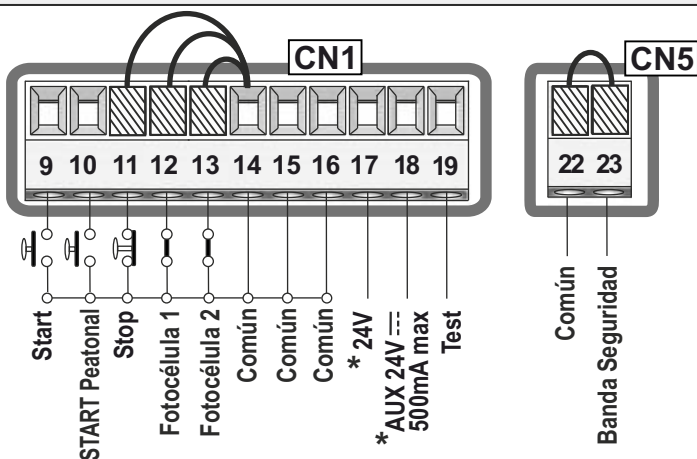 CN1
CN5
9 10 11 12 13 14 15 16 17 18 19
22 23
Start
START Peatonal
Stop
Fotocélula 1
Fotocélula 2
Común
Común
Común
* 24V
* AUX 24V ⎓
500mA max
Test
Común
Banda Seguridad